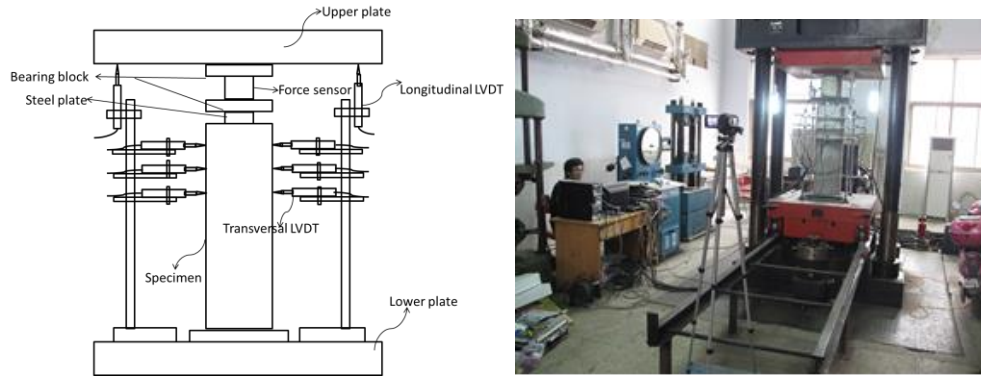 Upper plate
Bearing block
Force sensor
Longitudinal LVDT
Steel plate
Transversal LVDT
Specimen
Lower plate